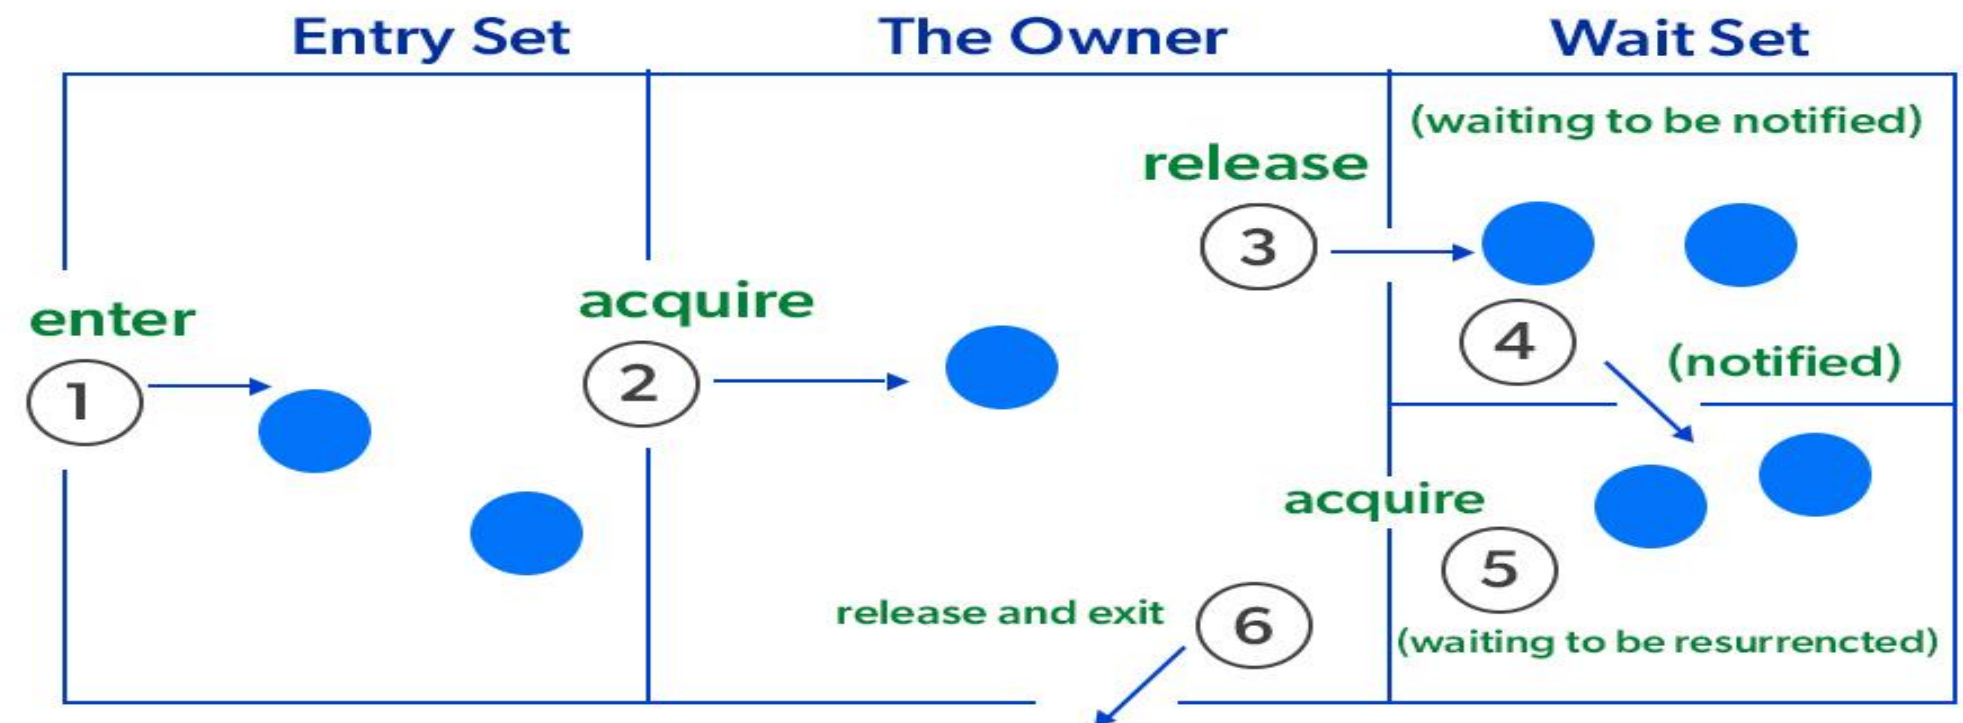 Entry Set
The Owner
Wait Set
(waiting to be notified)
release
3
enter
1
acquire
2
4
(notified)
acquire
5
release and exit
6
(waiting to be resurrencted)